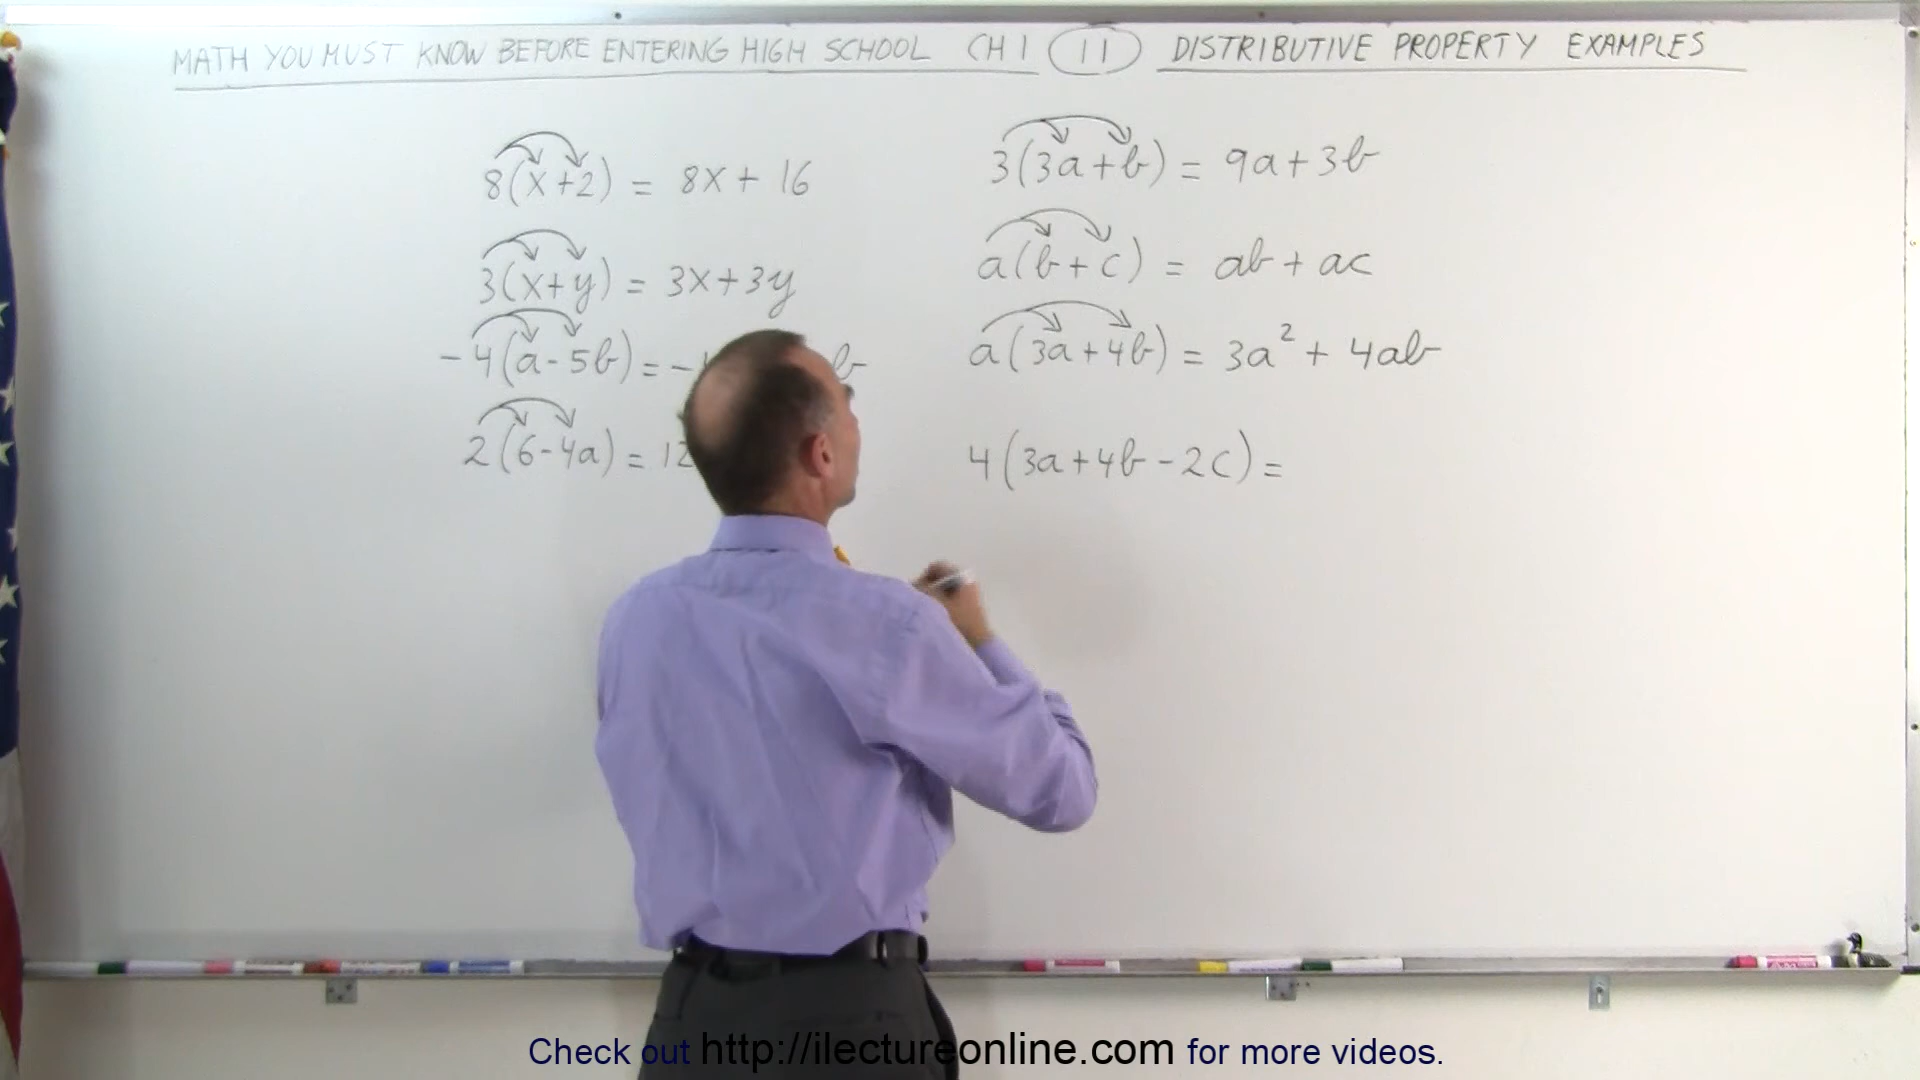 MATH YOU MUST KNOW BEFORE ENTERING HIGH SCHOOL CH 1 11 DISTRIBUTIVE PROPERTY EXAMPLES
8(x+2) = 8x + 16
3(x+y) = 3x+3y
-4(a-5b) = - b
2(6-4a) = 12
3(3a+b) = 9a+3b
a(b+c) = ab + ac
a(3a+4b) = 3a² + 4ab
4(3a+4b-2c) =
Check out http://ilectureonline.com for more videos.